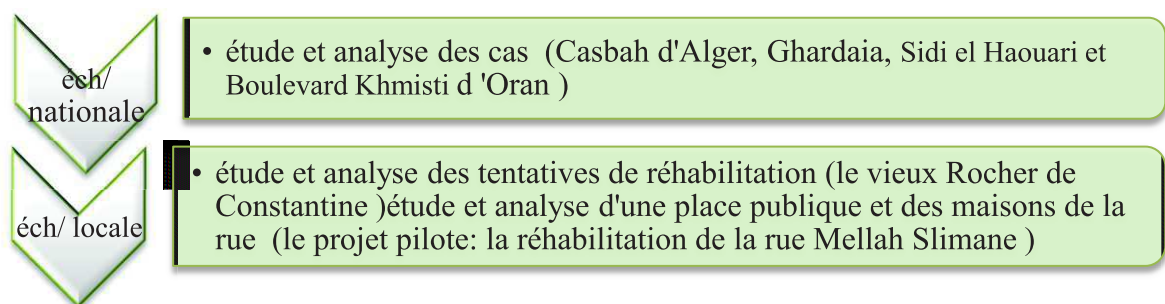 éch/
nationale
• étude et analyse des cas (Casbah d'Alger, Ghardaia, Sidi el Haouari et
Boulevard Khmisti d 'Oran )
éch/ locale
• étude et analyse des tentatives de réhabilitation (le vieux Rocher de
Constantine )étude et analyse d'une place publique et des maisons de la
rue (le projet pilote: la réhabilitation de la rue Mellah Slimane )